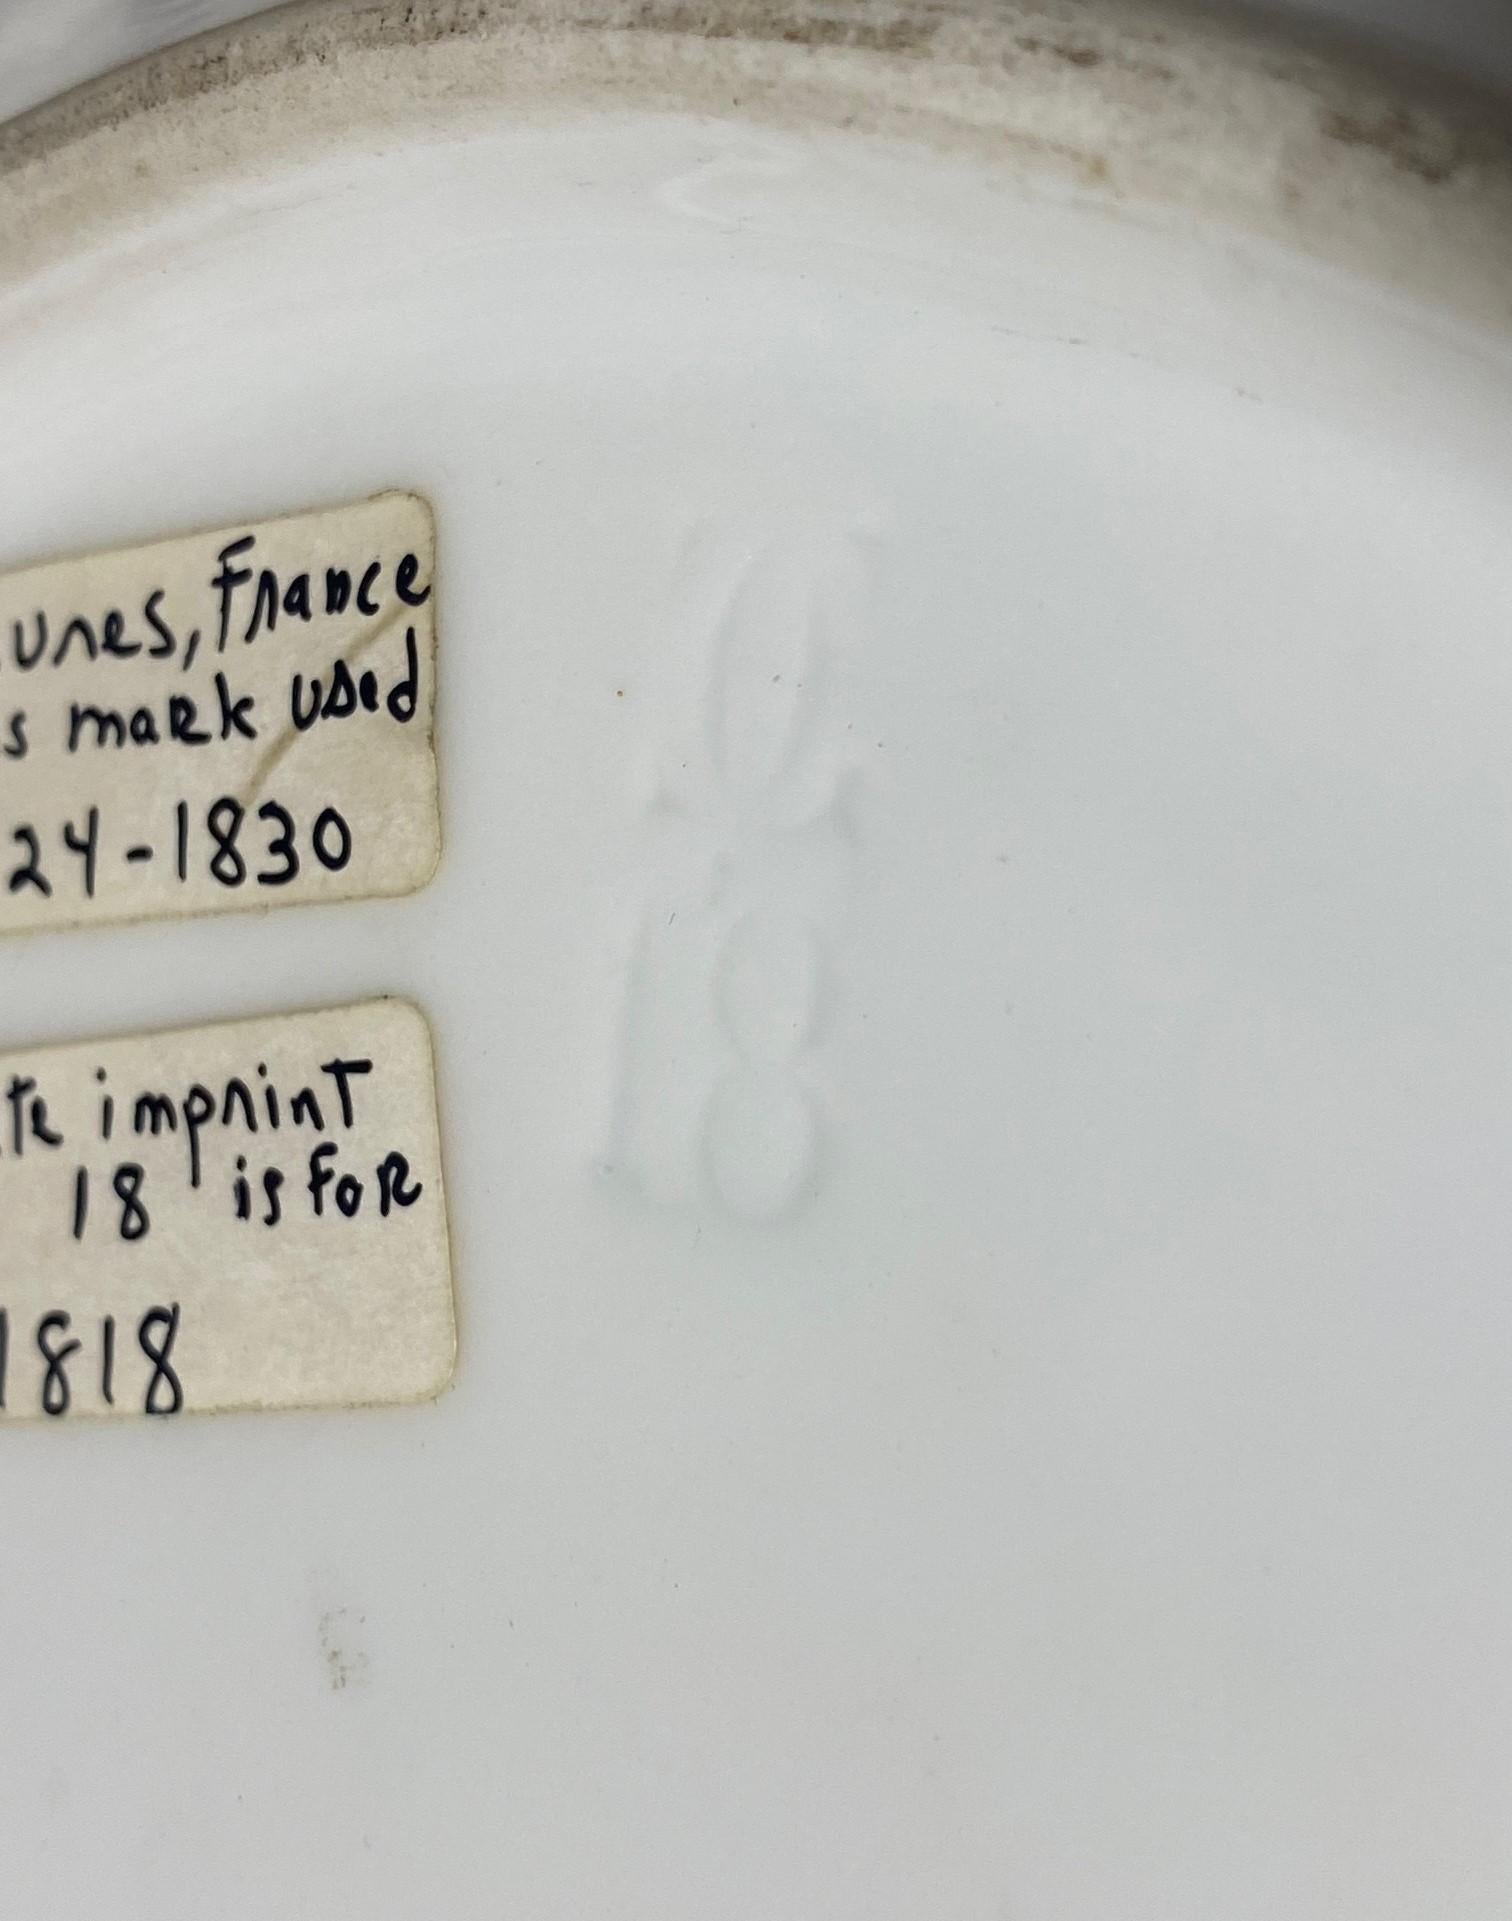 unes, France
s mark used
24-1830
te imprint
18 is for
1818
18